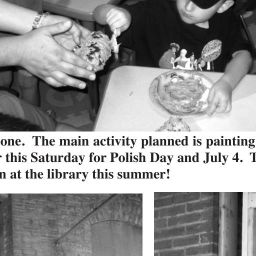 one. The main activity planned is painting
r this Saturday for Polish Day and July 4. T
n at the library this summer!